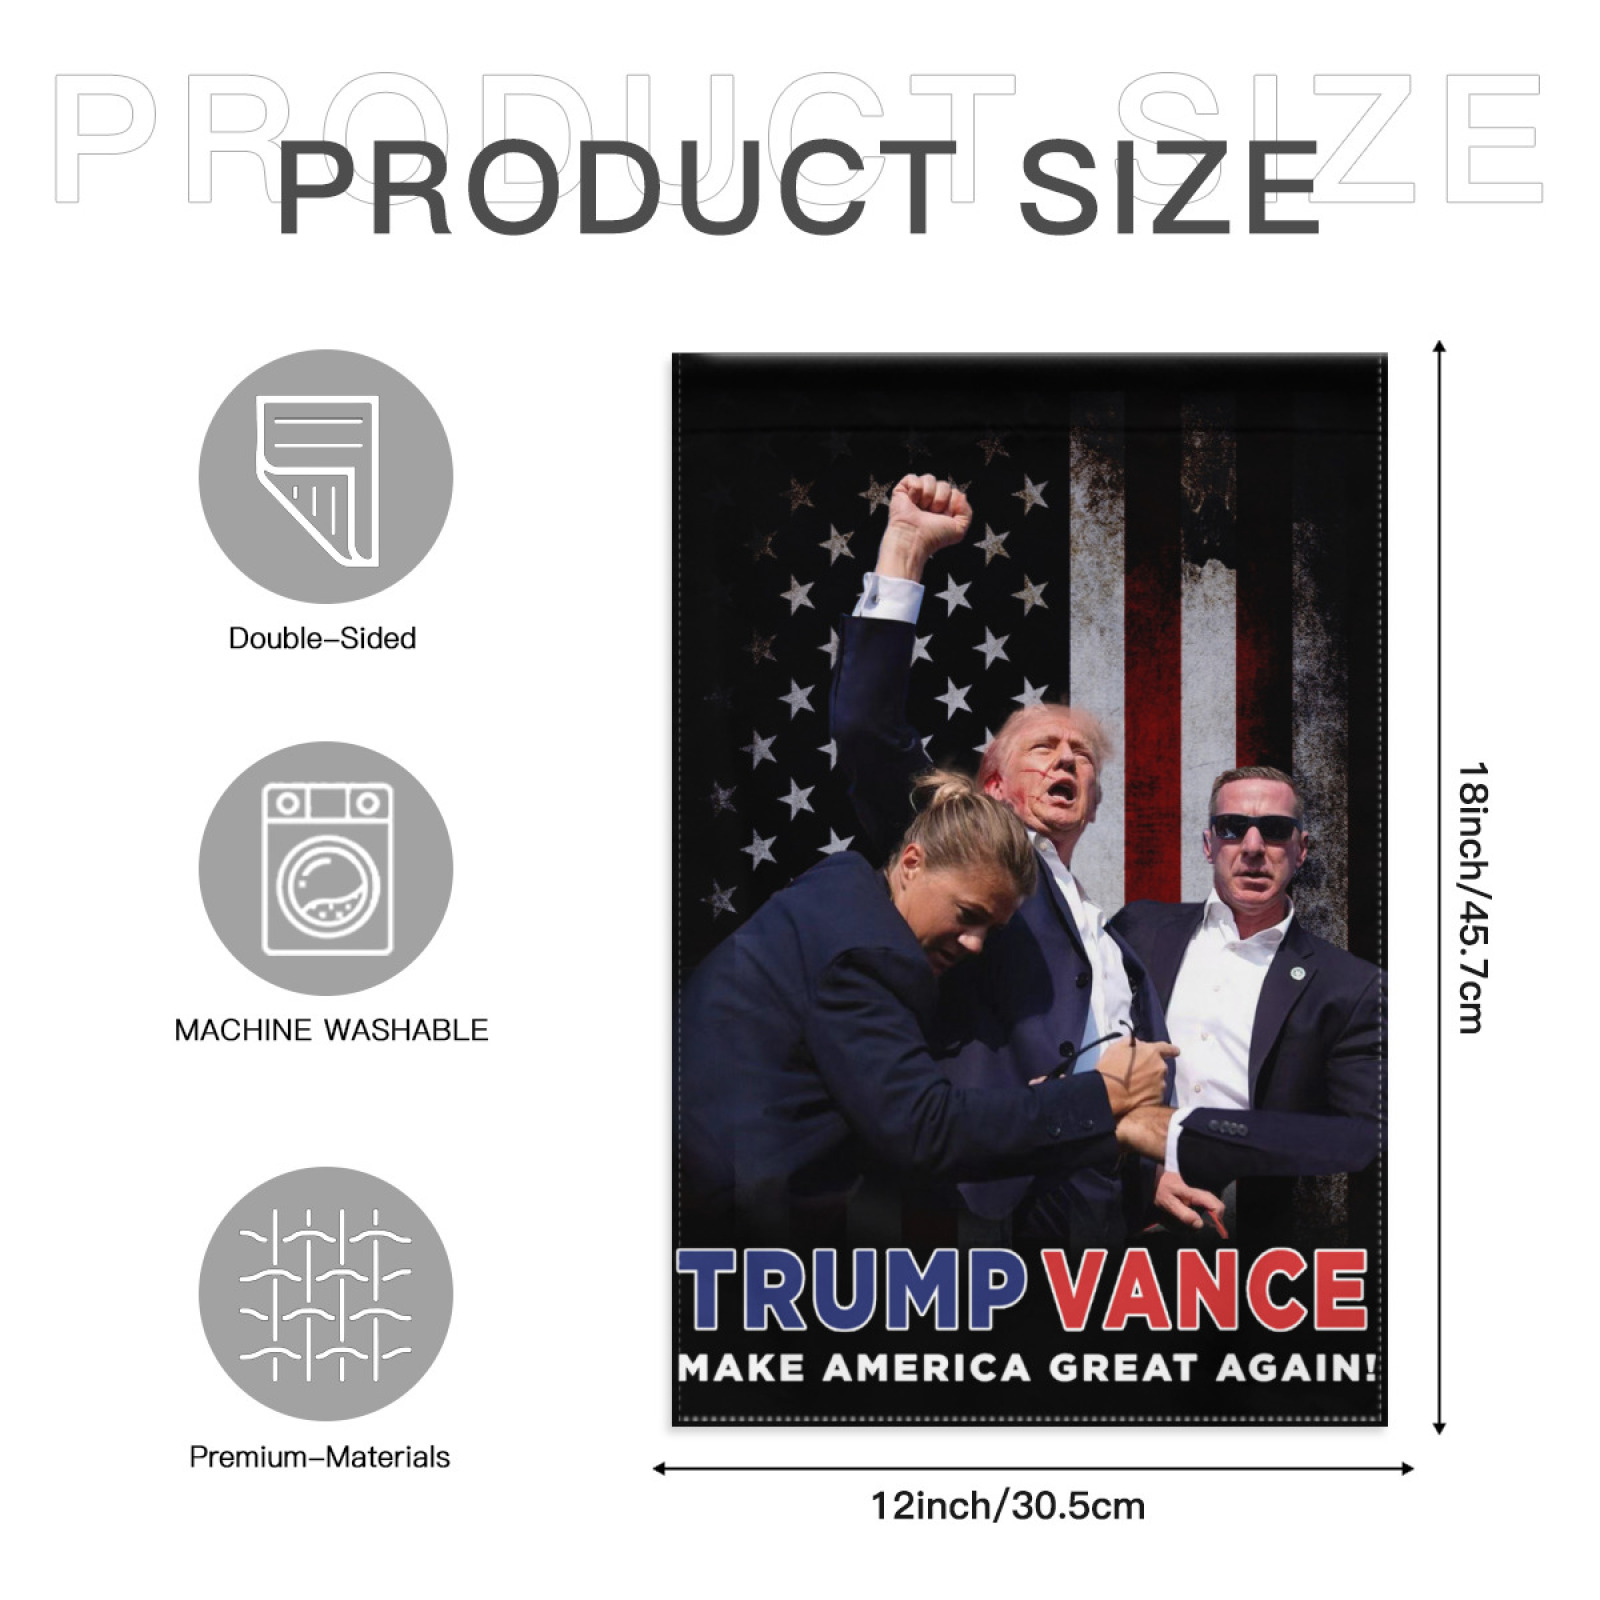 PRODUCT SIZE
PRODUCT SIZE
Double-Sided
MACHINE WASHABLE
Premium-Materials
TRUMP VANCE
MAKE AMERICA GREAT AGAIN!
18inch/45.7cm
12inch/30.5cm